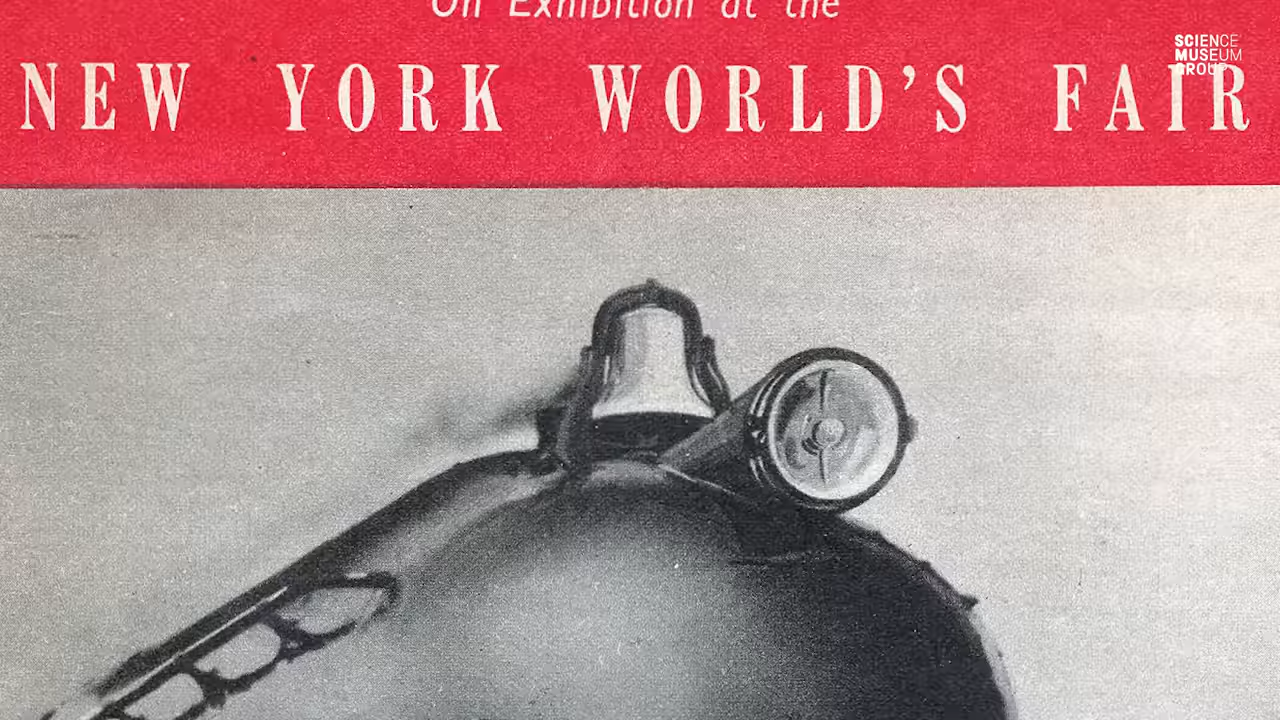 On Exhibition at the
NEW YORK WORLD'S FAIR
SCIENCE
MUSEUM
GROUP